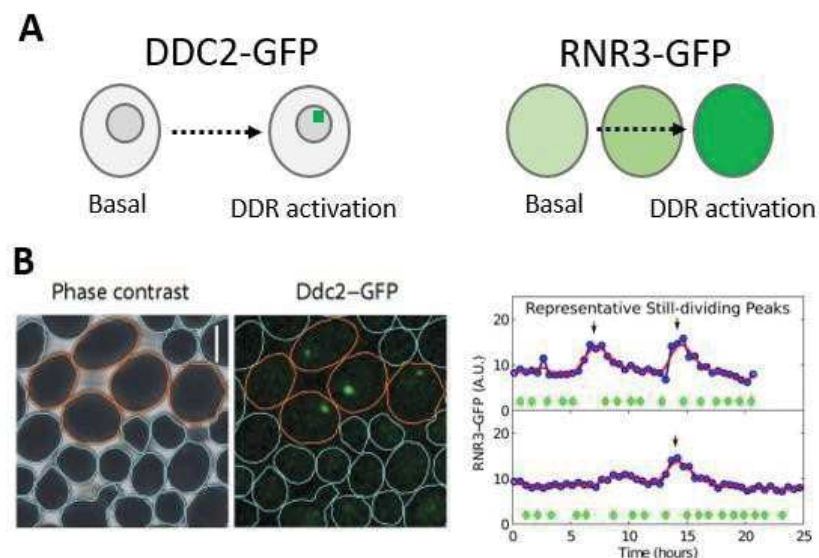 A
DDC2-GFP
RNR3-GFP
Basal
DDR activation
Basal
DDR activation
B
Phase contrast
Ddc2–GFP
Representative Still-dividing Peaks
20
10
0
20
10
0
RNR3–GFP (A.U.)
0 5 10 15 20 25
Time (hours)